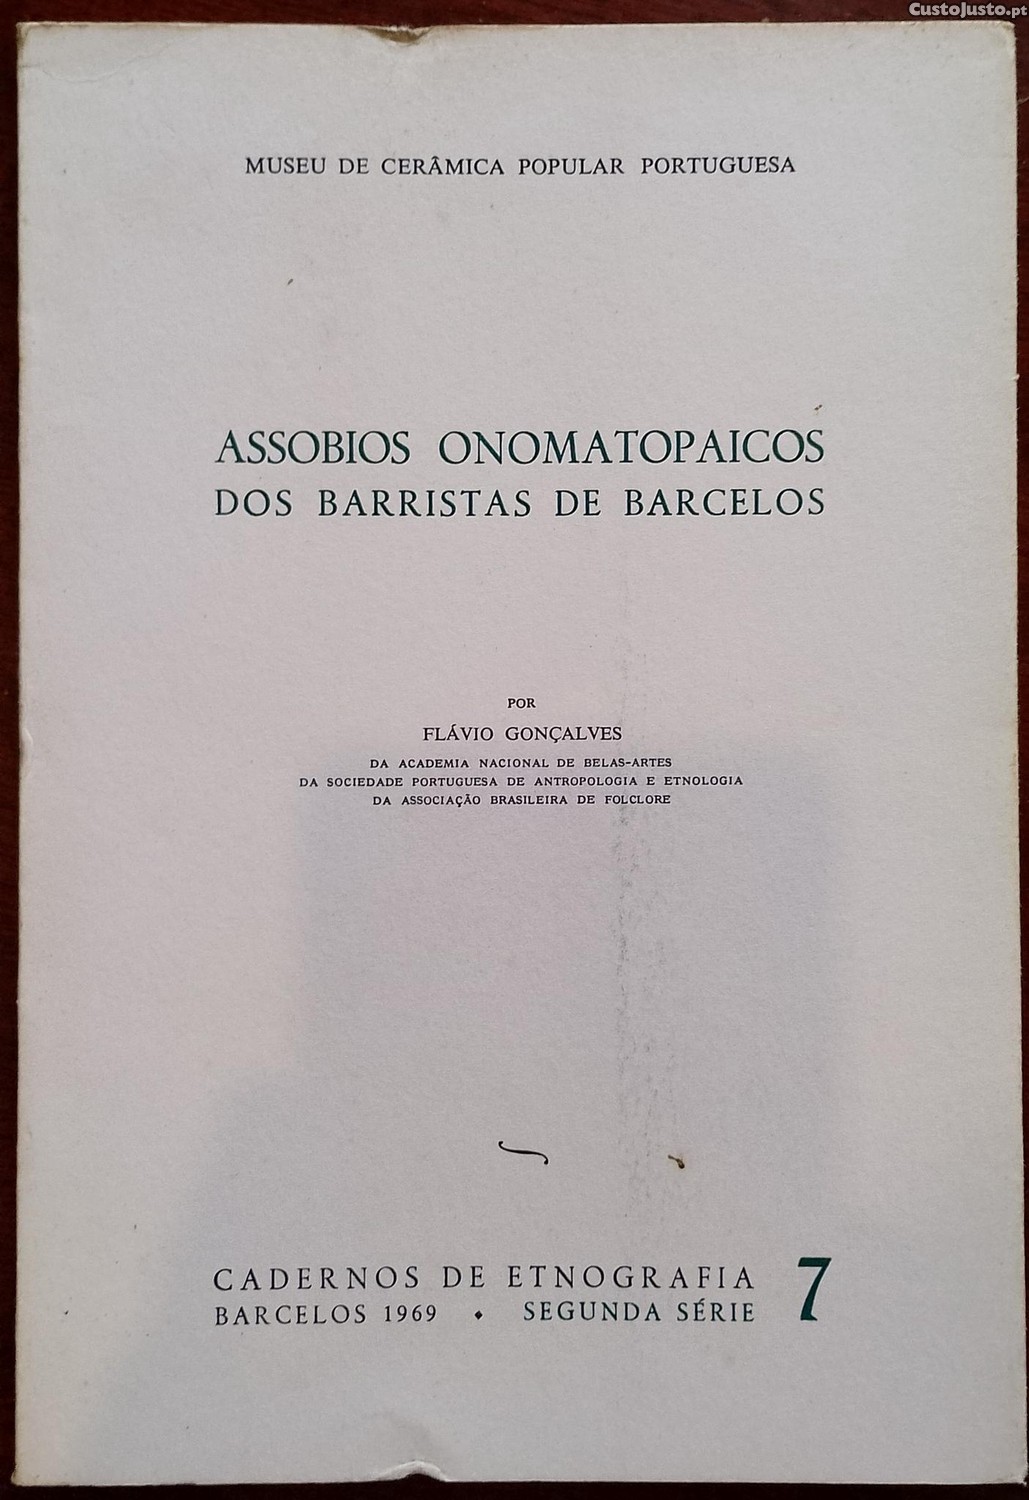 CustoJusto.pt
MUSEU DE CERÂMICA POPULAR PORTUGUESA
ASSOBIOS ONOMATOPAICOS
DOS BARRISTAS DE BARCELOS
POR
FLÁVIO GONÇALVES
DA ACADEMIA NACIONAL DE BELAS-ARTES
DA SOCIEDADE PORTUGUESA DE ANTROPOLOGIA E ETNOLOGIA
DA ASSOCIAÇÃO BRASILEIRA DE FOLCLORE
CADERNOS DE ETNOGRAFIA 7
BARCELOS 1969 ⬩ SEGUNDA SÉRIE